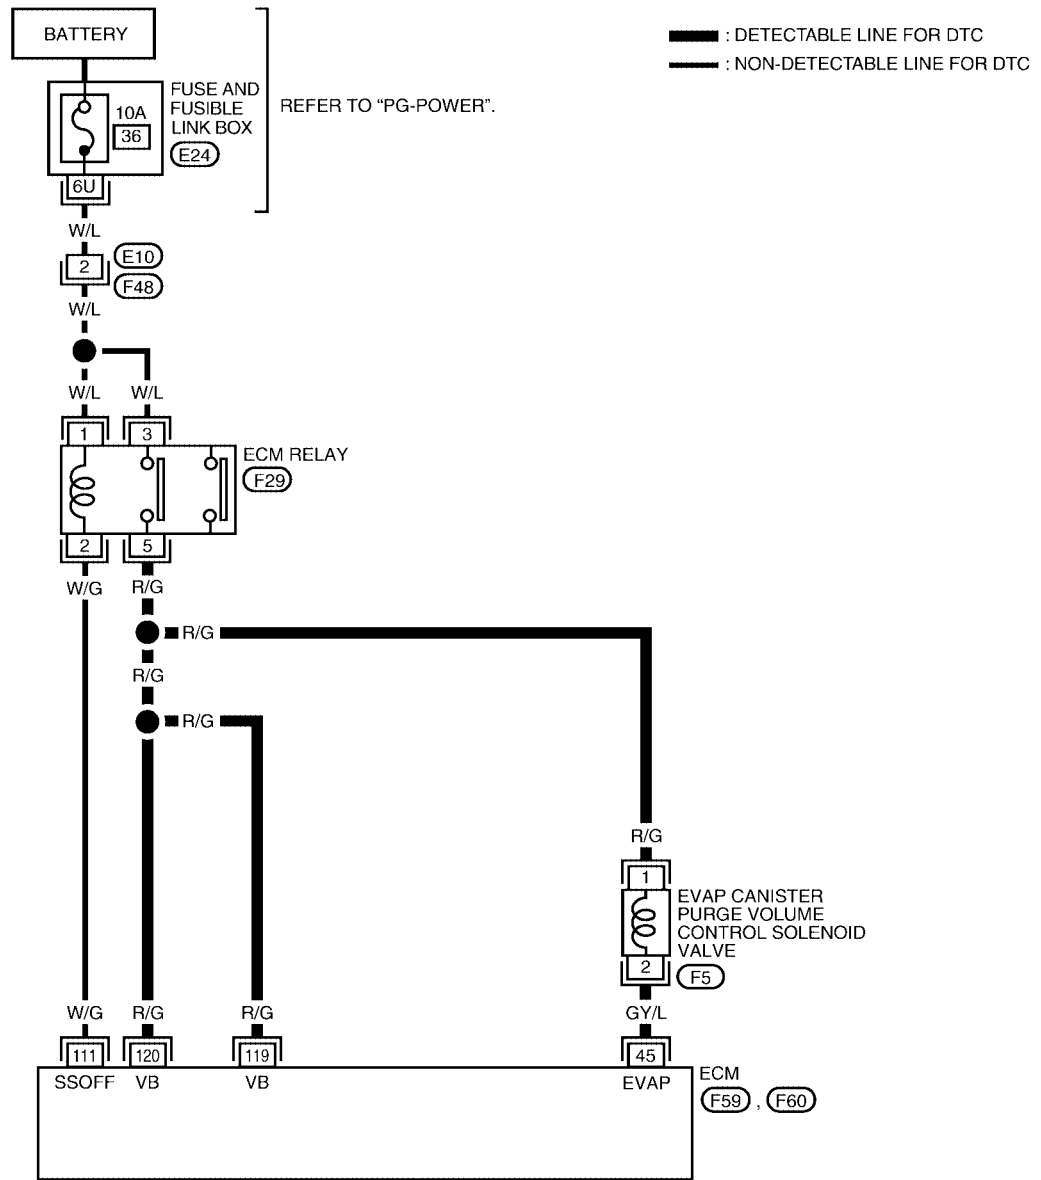 BATTERY
: DETECTABLE LINE FOR DTC
: NON-DETECTABLE LINE FOR DTC
10A
36
FUSE AND
FUSIBLE
LINK BOX
E24
REFER TO "PG-POWER".
6U
W/L
2
E10
F48
W/L
W/L
W/L
1
3
ECM RELAY
F29
2
5
W/G
R/G
R/G
R/G
R/G
R/G
1
EVAP CANISTER
PURGE VOLUME
CONTROL SOLENOID
VALVE
2
F5
W/G
R/G
R/G
GY/L
111
120
119
45
SSOFF
VB
VB
EVAP
ECM
F59 , F60